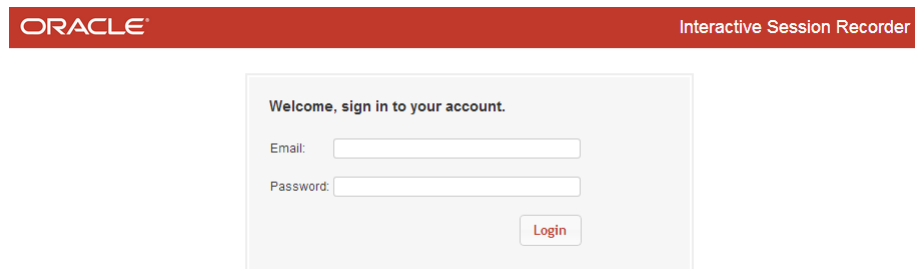 ORACLE® Interactive Session Recorder
Welcome, sign in to your account.
Email:
Password:
Login